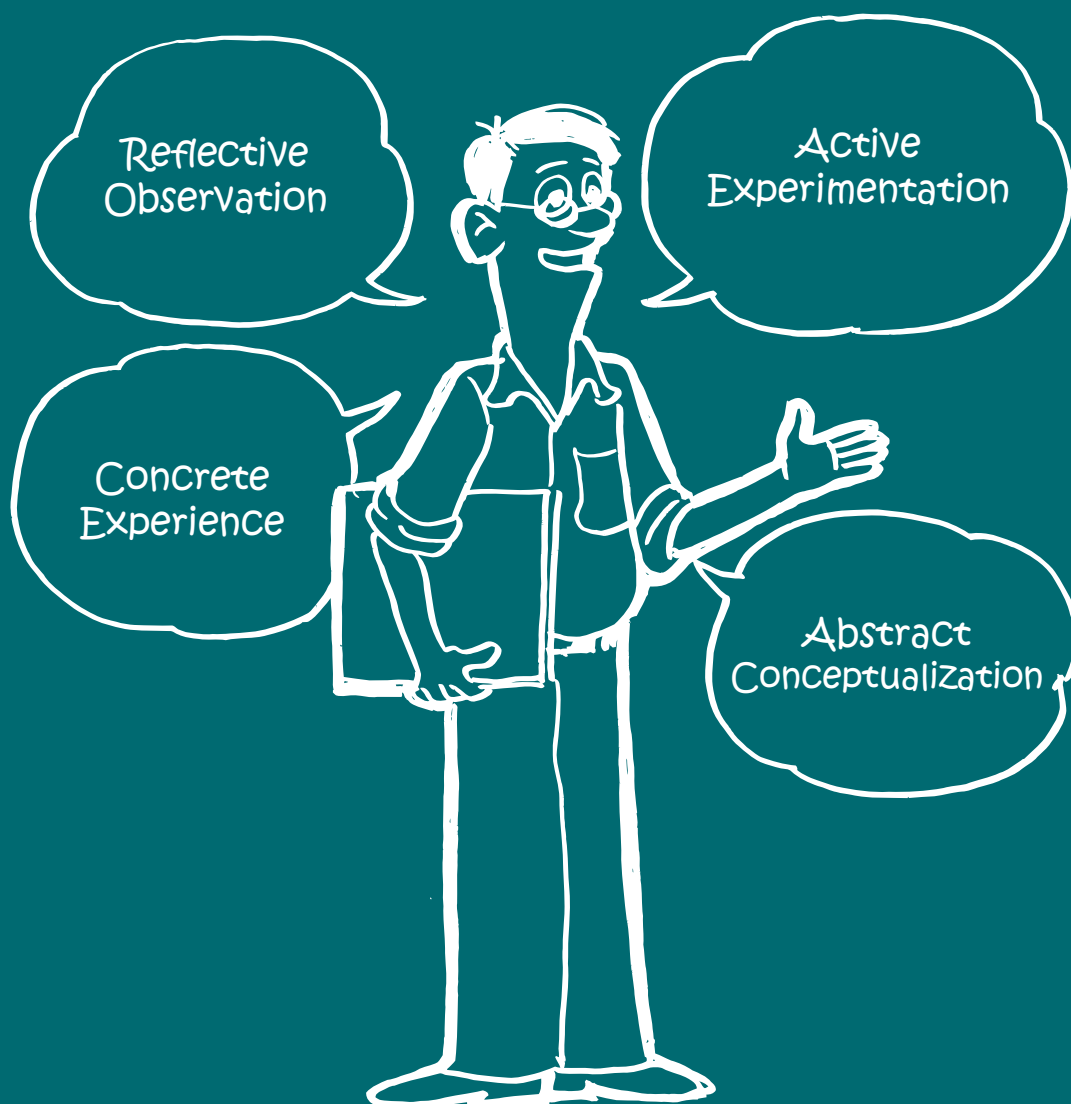 Reflective
Observation
Active
Experimentation
Concrete
Experience
Abstract
Conceptualization